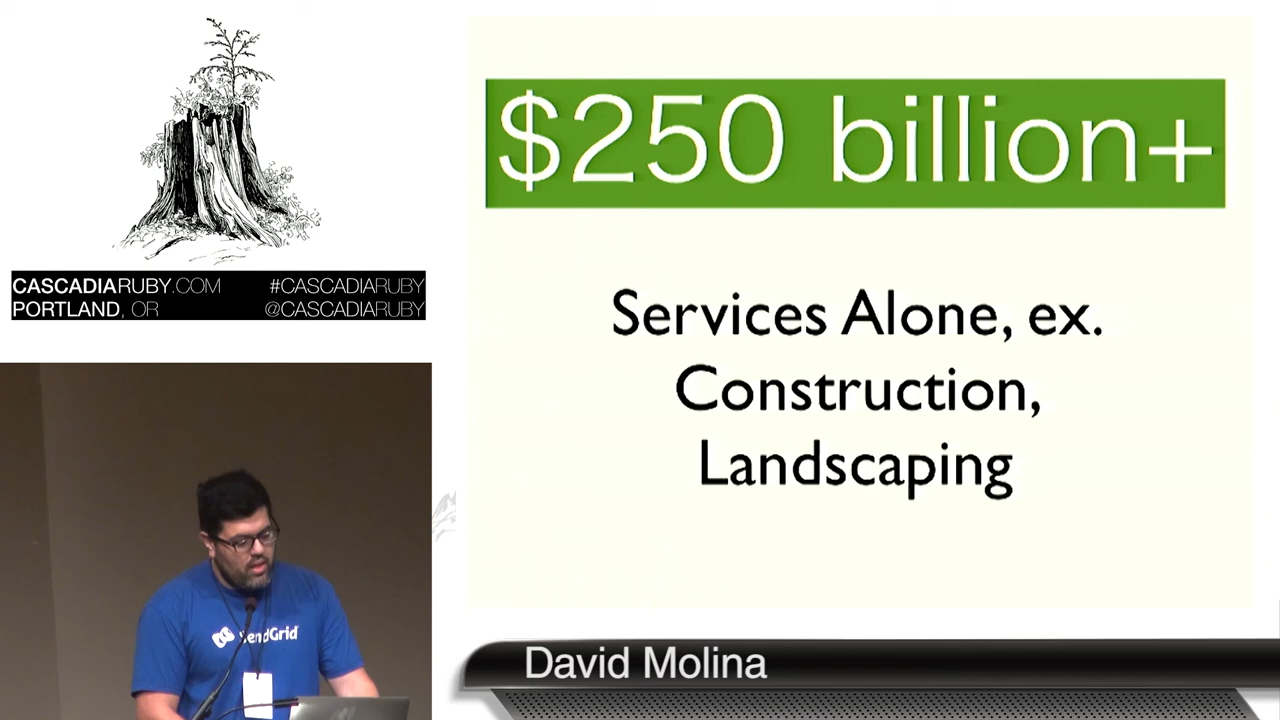 $250 billion+
Services Alone, ex.
Construction,
Landscaping
CASCADIARUBY.COM #CASCADIARUBY
PORTLAND, OR @CASCADIARUBY
SendGrid
David Molina